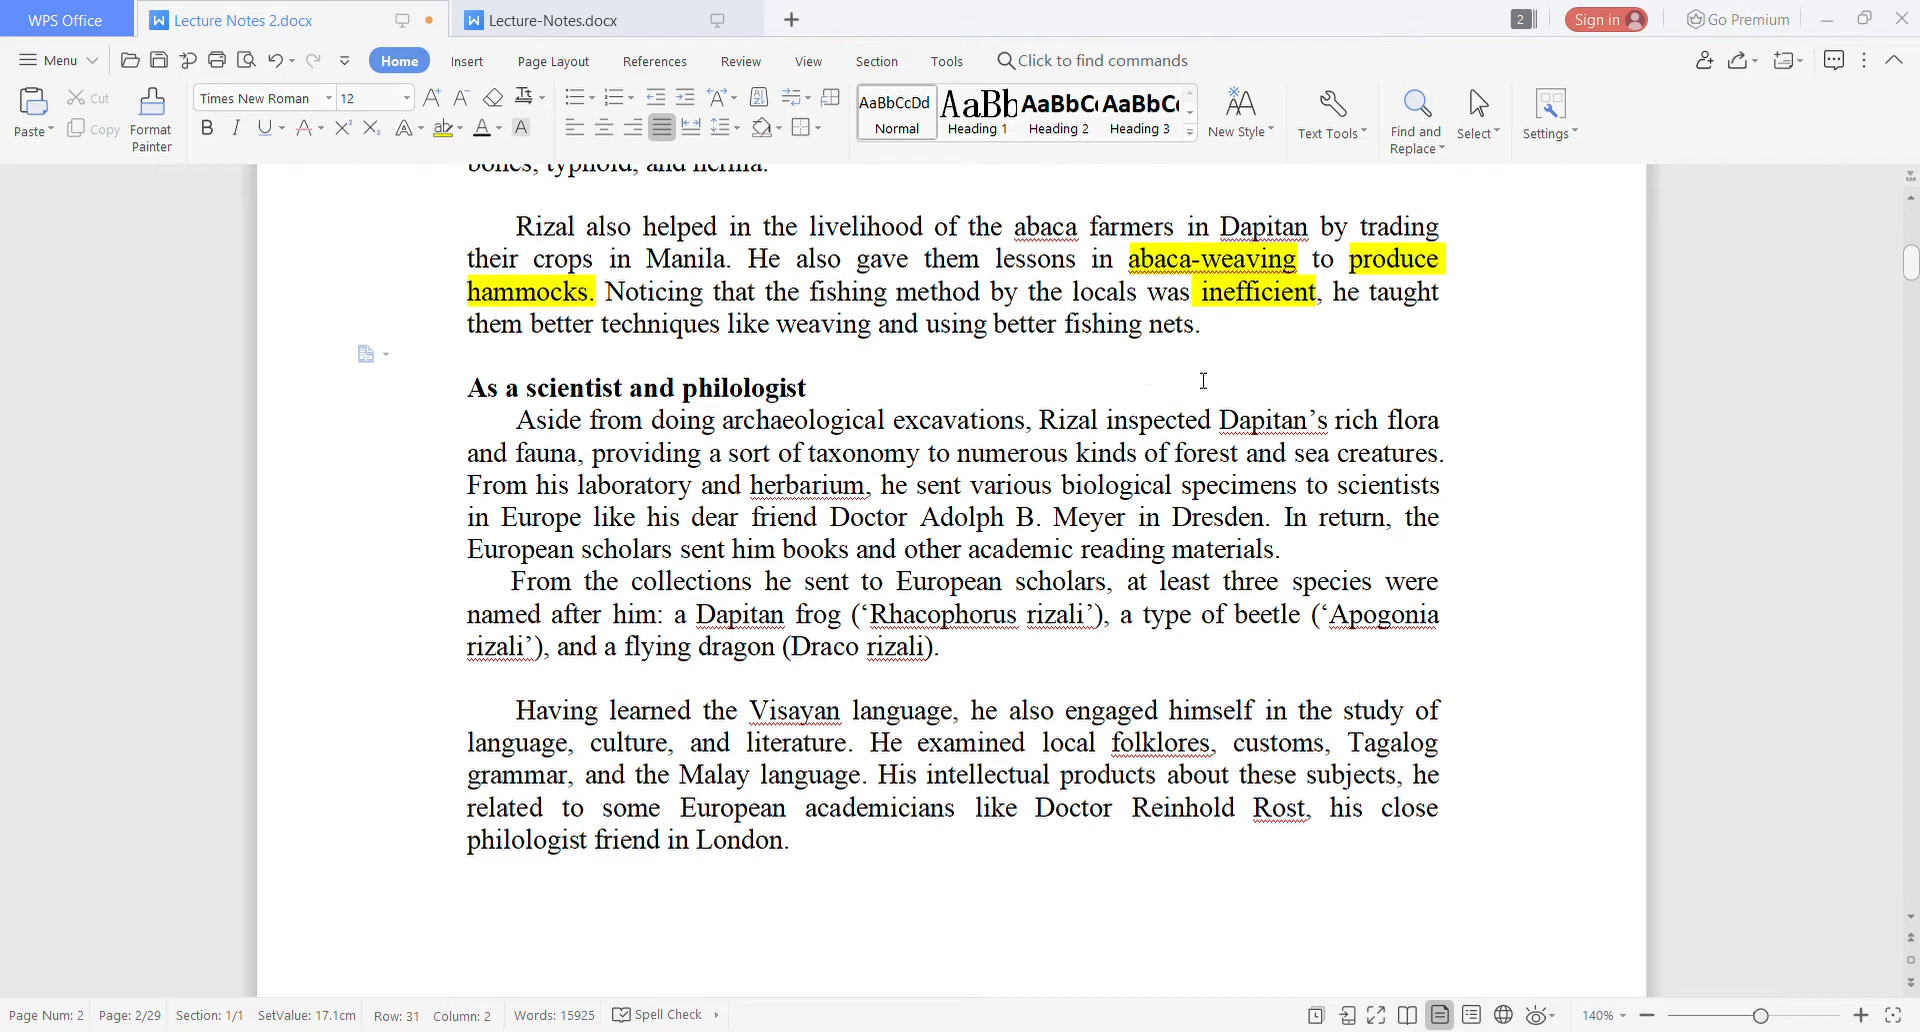 WPS Office
Lecture Notes 2.docx
Lecture-Notes.docx
2
Sign in
Go Premium
Menu
Home
Insert
Page Layout
References
Review
View
Section
Tools
Click to find commands
Paste
Cut
Copy
Format Painter
Times New Roman
12
AaBbCcDd
Normal
AaBb
Heading 1
AaBbC
Heading 2
AaBbC
Heading 3
New Style
Text Tools
Find and Replace
Select
Settings
bones, typhoid, and hernia.
Rizal also helped in the livelihood of the abaca farmers in Dapitan by trading
their crops in Manila. He also gave them lessons in abaca-weaving to produce
hammocks. Noticing that the fishing method by the locals was inefficient, he taught
them better techniques like weaving and using better fishing nets.
As a scientist and philologist
Aside from doing archaeological excavations, Rizal inspected Dapitan’s rich flora
and fauna, providing a sort of taxonomy to numerous kinds of forest and sea creatures.
From his laboratory and herbarium, he sent various biological specimens to scientists
in Europe like his dear friend Doctor Adolph B. Meyer in Dresden. In return, the
European scholars sent him books and other academic reading materials.
From the collections he sent to European scholars, at least three species were
named after him: a Dapitan frog (‘Rhacophorus rizali’), a type of beetle (‘Apogonia
rizali’), and a flying dragon (Draco rizali).
Having learned the Visayan language, he also engaged himself in the study of
language, culture, and literature. He examined local folklores, customs, Tagalog
grammar, and the Malay language. His intellectual products about these subjects, he
related to some European academicians like Doctor Reinhold Rost, his close
philologist friend in London.
Page Num: 2
Page: 2/29
Section: 1/1
SetValue: 17.1cm
Row: 31
Column: 2
Words: 15925
Spell Check
140%